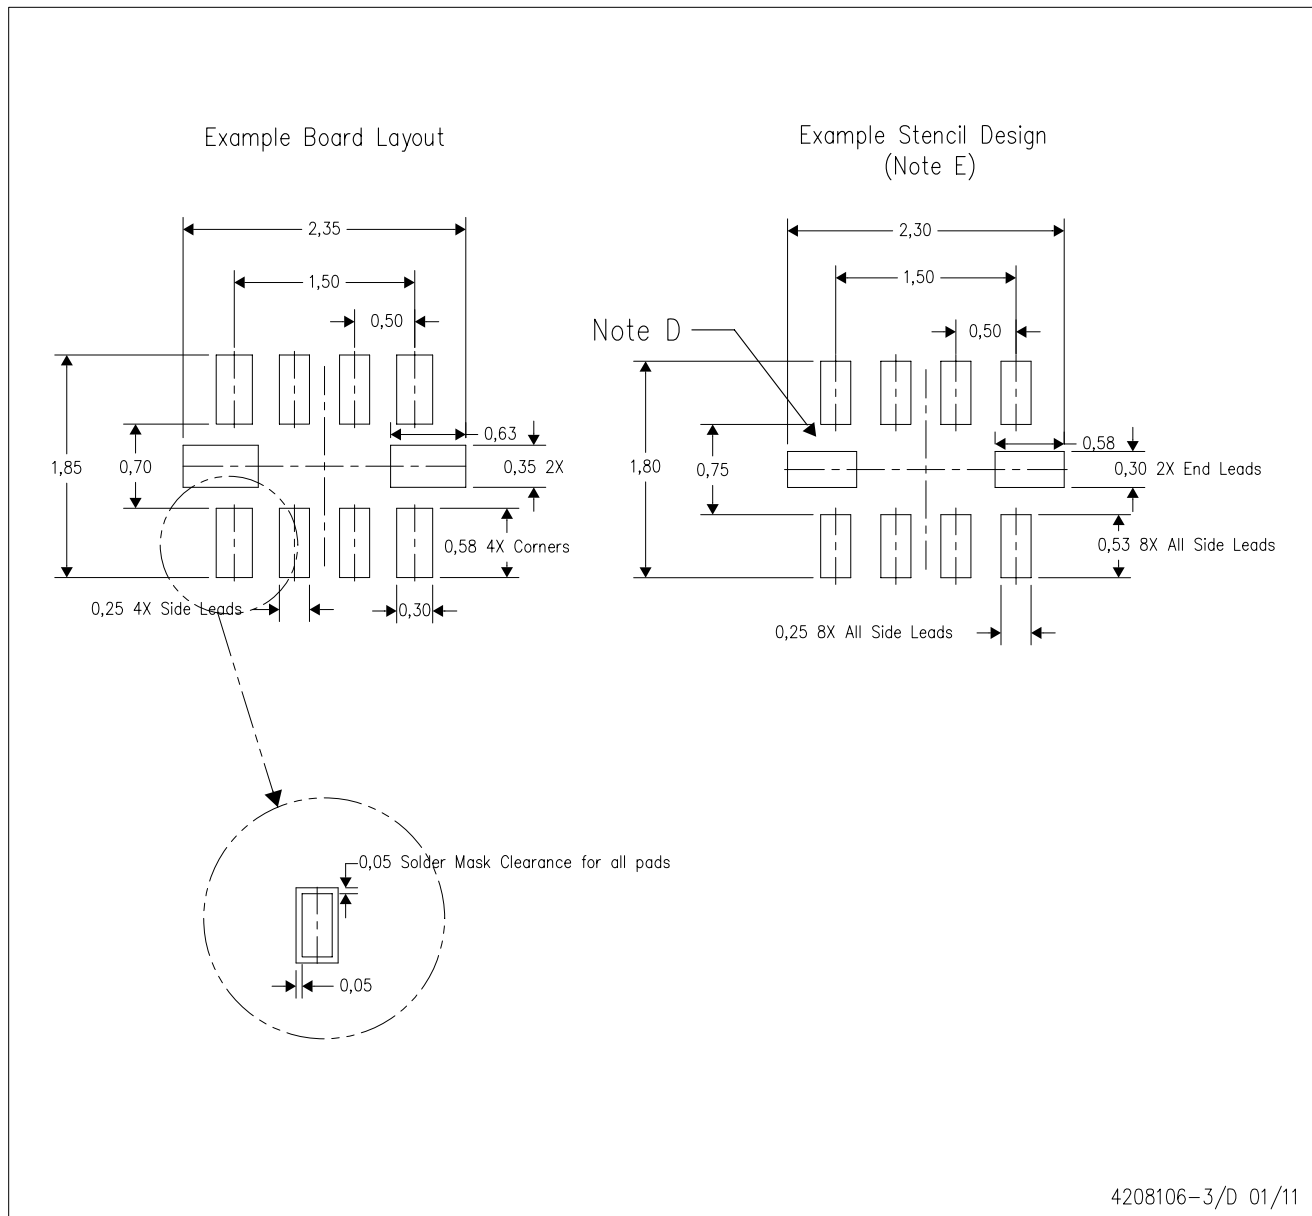 Example Board Layout
Example Stencil Design
(Note E)
2,35
2,30
1,50
1,50
0,50
0,50
Note D
0,63
0,58
1,85
0,70
0,35 2X
1,80
0,75
0,30 2X End Leads
0,58 4X Corners
0,53 8X All Side Leads
0,25 4X Side Leads
0,30
0,25 8X All Side Leads
0,05 Solder Mask Clearance for all pads
0,05
4208106-3/D 01/11